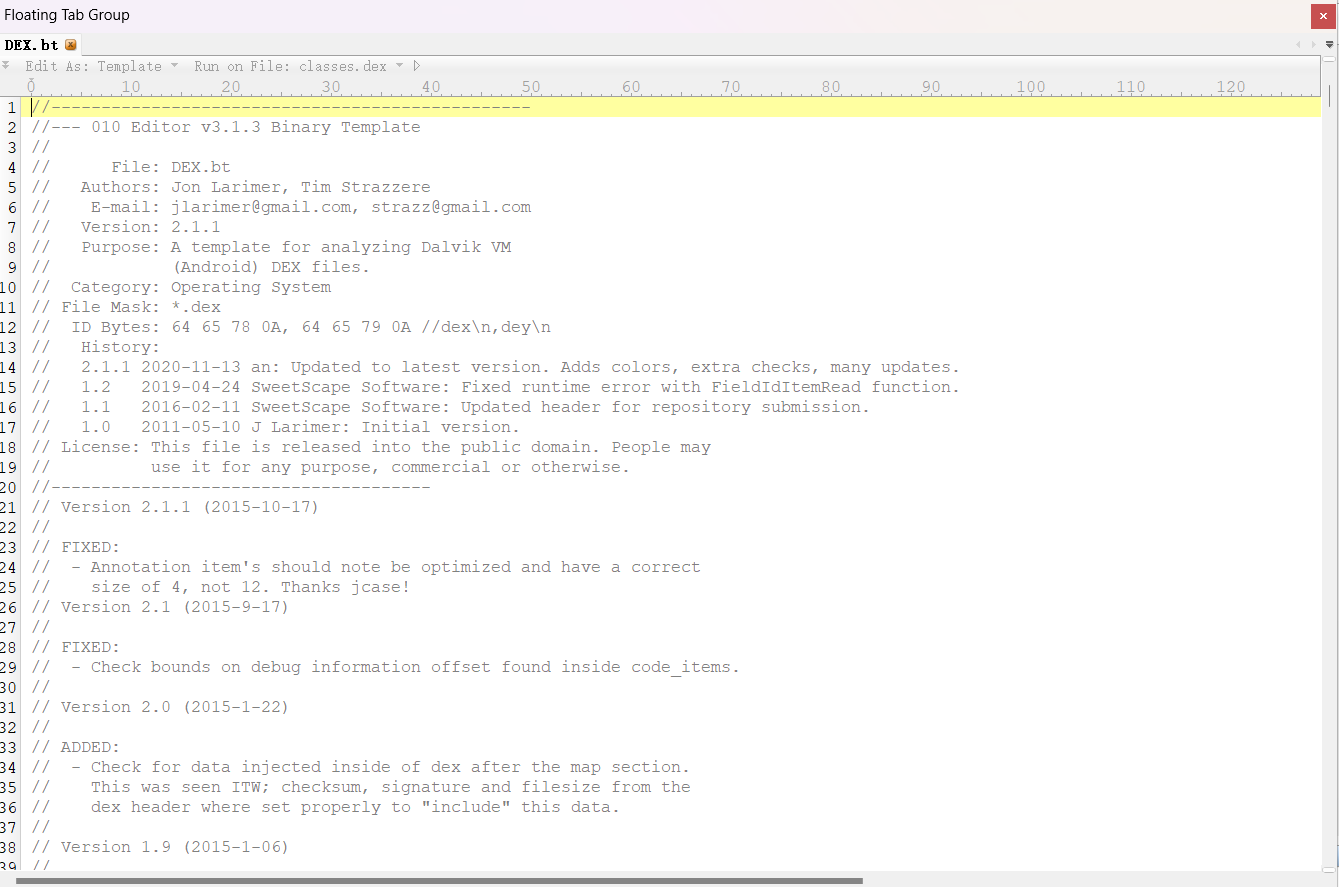 Floating Tab Group
DEX.bt
Edit As: Template Run on File: classes.dex
0 10 20 30 40 50 60 70 80 90 100 110 120
1 //------------------------------------------------
2 //--- 010 Editor v3.1.3 Binary Template
3 //
4 //      File: DEX.bt
5 //   Authors: Jon Larimer, Tim Strazzere
6 //    E-mail: jlarimer@gmail.com, strazz@gmail.com
7 //   Version: 2.1.1
8 //   Purpose: A template for analyzing Dalvik VM
9 //            (Android) DEX files.
10 //  Category: Operating System
11 // File Mask: *.dex
12 //  ID Bytes: 64 65 78 0A, 64 65 79 0A //dex\n,dey\n
13 //   History:
14 //   2.1.1 2020-11-13 an: Updated to latest version. Adds colors, extra checks, many updates.
15 //   1.2   2019-04-24 SweetScape Software: Fixed runtime error with FieldIdItemRead function.
16 //   1.1   2016-02-11 SweetScape Software: Updated header for repository submission.
17 //   1.0   2011-05-10 J Larimer: Initial version.
18 // License: This file is released into the public domain. People may
19 //          use it for any purpose, commercial or otherwise.
20 //--------------------------------------
21 // Version 2.1.1 (2015-10-17)
22 //
23 // FIXED:
24 //  - Annotation item's should note be optimized and have a correct
25 //    size of 4, not 12. Thanks jcase!
26 // Version 2.1 (2015-9-17)
27 //
28 // FIXED:
29 //  - Check bounds on debug information offset found inside code_items.
30 //
31 // Version 2.0 (2015-1-22)
32 //
33 // ADDED:
34 //  - Check for data injected inside of dex after the map section.
35 //    This was seen ITW; checksum, signature and filesize from the
36 //    dex header where set properly to "include" this data.
37 //
38 // Version 1.9 (2015-1-06)
39 //